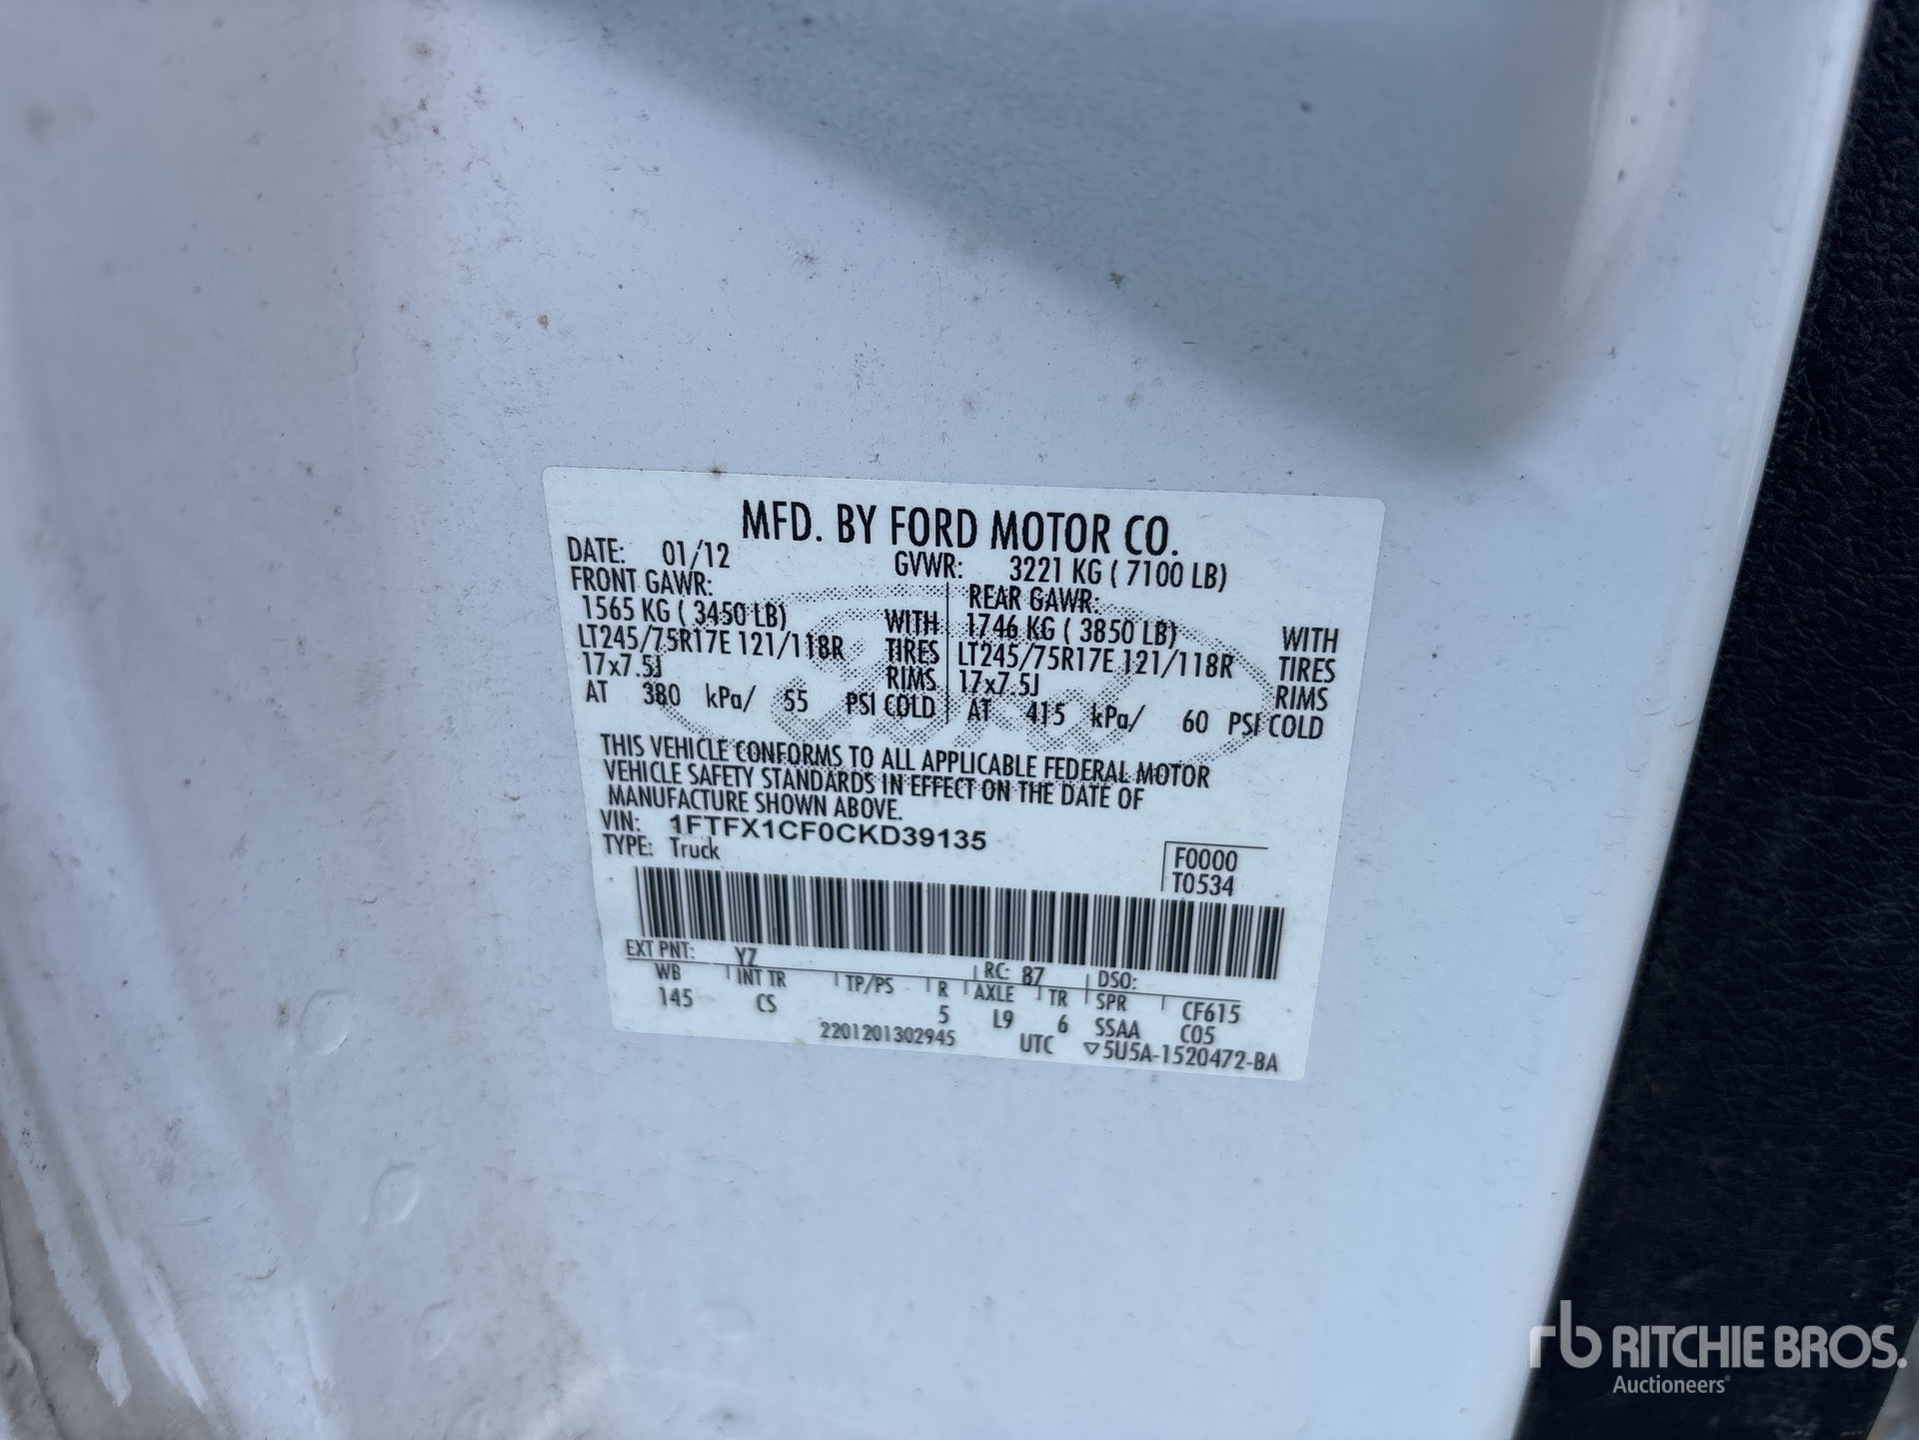 MFD. BY FORD MOTOR CO.
DATE: 01/12 GVWR: 3221 KG ( 7100 LB)
FRONT GAWR: REAR GAWR:
1565 KG ( 3450 LB) WITH 1746 KG ( 3850 LB) WITH
LT245/75R17E 121/118R TIRES LT245/75R17E 121/118R TIRES
17x7.5J RIMS 17x7.5J RIMS
AT 380 kPa/ 55 PSI COLD AT 415 kPa/ 60 PSI COLD
THIS VEHICLE CONFORMS TO ALL APPLICABLE FEDERAL MOTOR
VEHICLE SAFETY STANDARDS IN EFFECT ON THE DATE OF
MANUFACTURE SHOWN ABOVE.
VIN: 1FTFX1CF0CKD39135
TYPE: Truck F0000
T0534
EXT PNT: YZ RC: 87 DSO:
WB INT TR TP/PS R AXLE TR SPR CF615
145 CS 5 L9 6 SSAA C05
2201201302945 UTC ▽5U5A-1520472-BA
Ford
rb RITCHIE BROS.
Auctioneers®